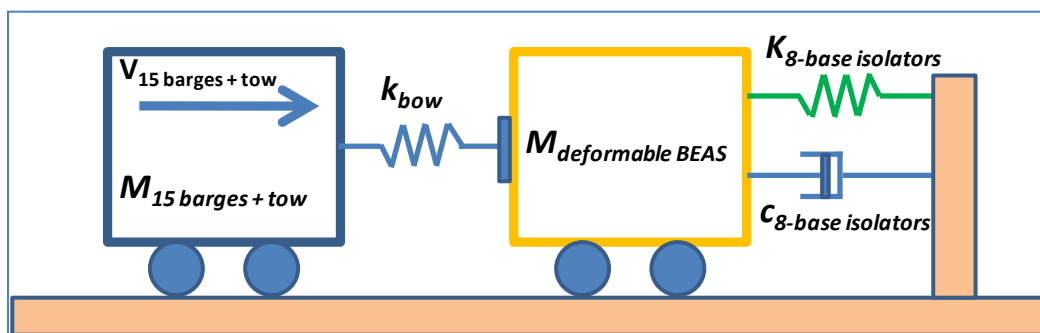 V15 barges + tow
M15 barges + tow
kbow
Mdeformable BEAS
K8-base isolators
c8-base isolators